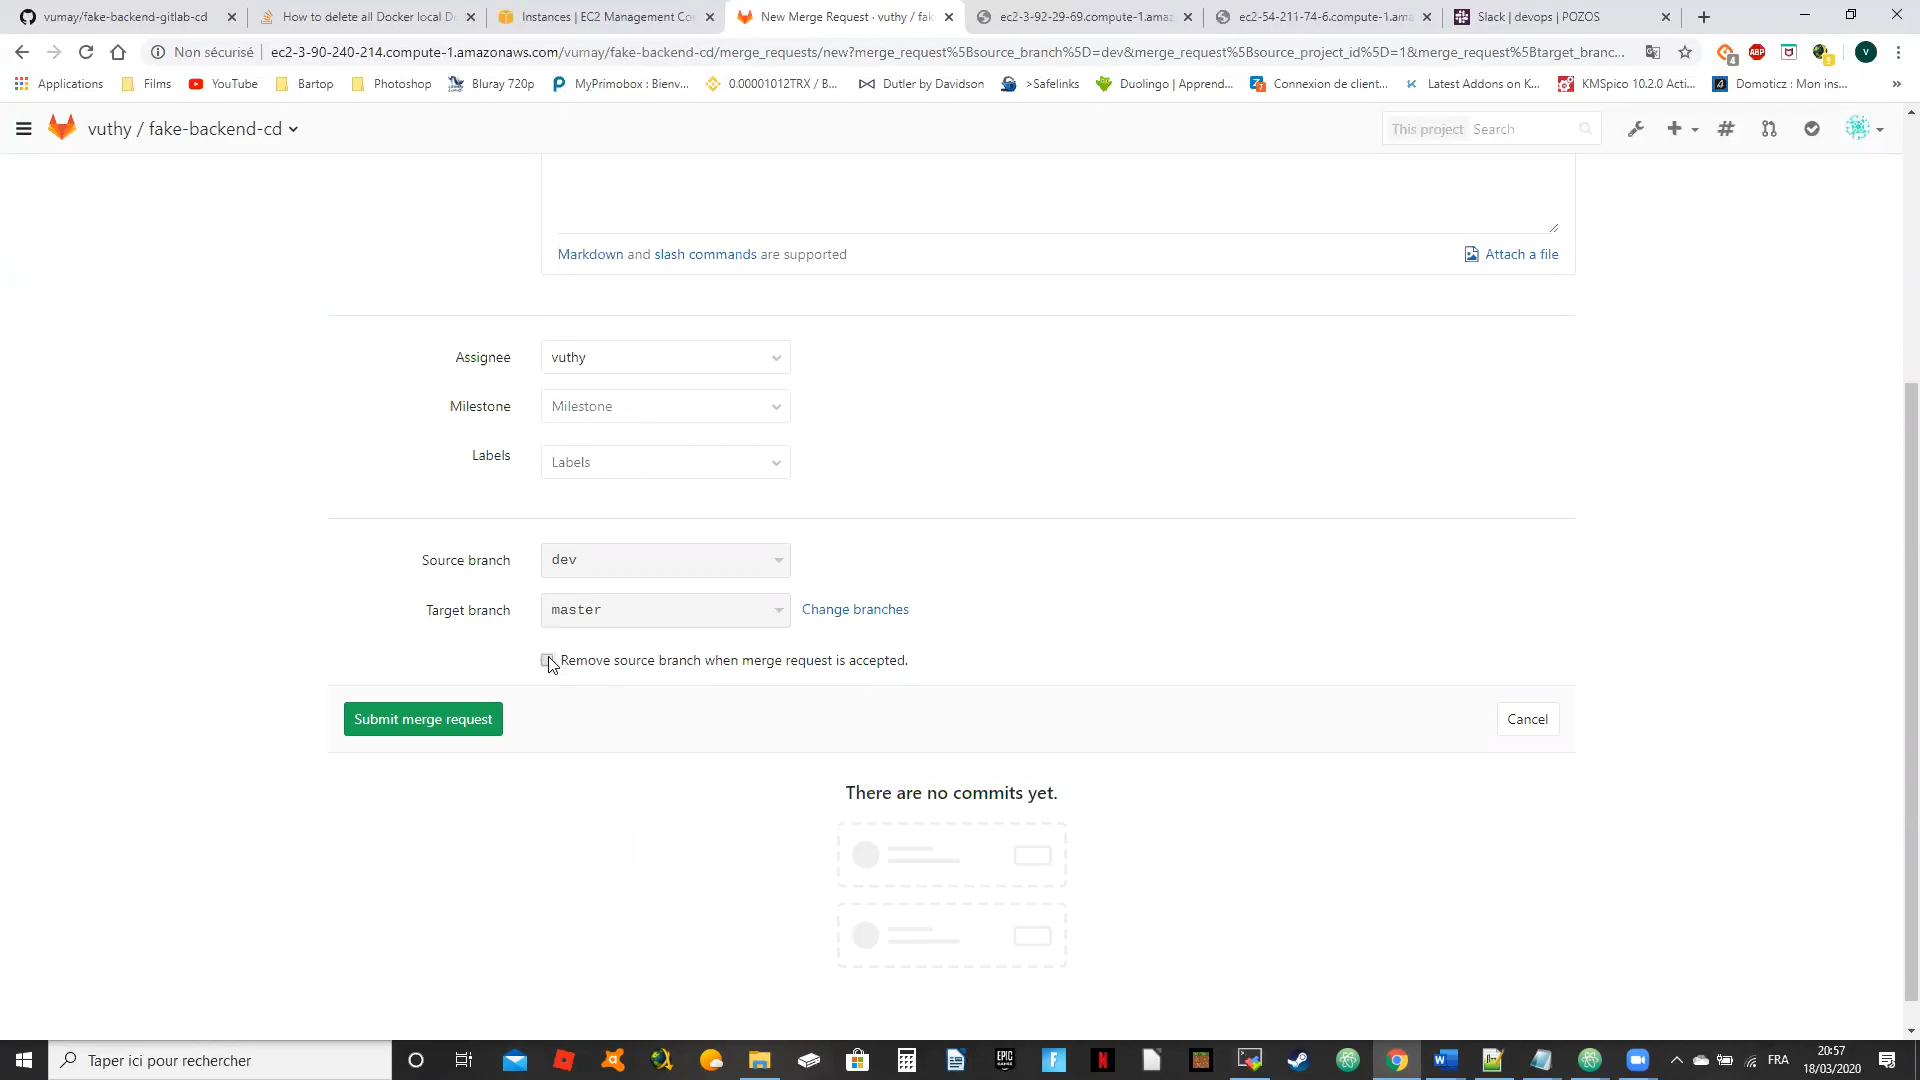 vumay/fake-backend-gitlab-cd
How to delete all Docker local Do
Instances | EC2 Management Co
New Merge Request · vuthy / fak
ec2-3-92-29-69.compute-1.amaz
ec2-54-211-74-6.compute-1.ama
Slack | devops | POZOS
Non sécurisé
ec2-3-90-240-214.compute-1.amazonaws.com/vumay/fake-backend-cd/merge_requests/new?merge_request%5Bsource_branch%5D=dev&merge_request%5Bsource_project_id%5D=1&merge_request%5Btarget_branc...
Applications
Films
YouTube
Bartop
Photoshop
Bluray 720p
MyPrimobox : Bienv...
0.00001012TRX / B...
Dutler by Davidson
>Safelinks
Duolingo | Apprend...
Connexion de client...
Latest Addons on K...
KMSpico 10.2.0 Acti...
Domoticz : Mon ins...
vuthy / fake-backend-cd
This project Search
Markdown and slash commands are supported
Attach a file
Assignee
vuthy
Milestone
Milestone
Labels
Labels
Source branch
dev
Target branch
master
Change branches
Remove source branch when merge request is accepted.
Submit merge request
Cancel
There are no commits yet.
Taper ici pour rechercher
FRA
20:57
18/03/2020